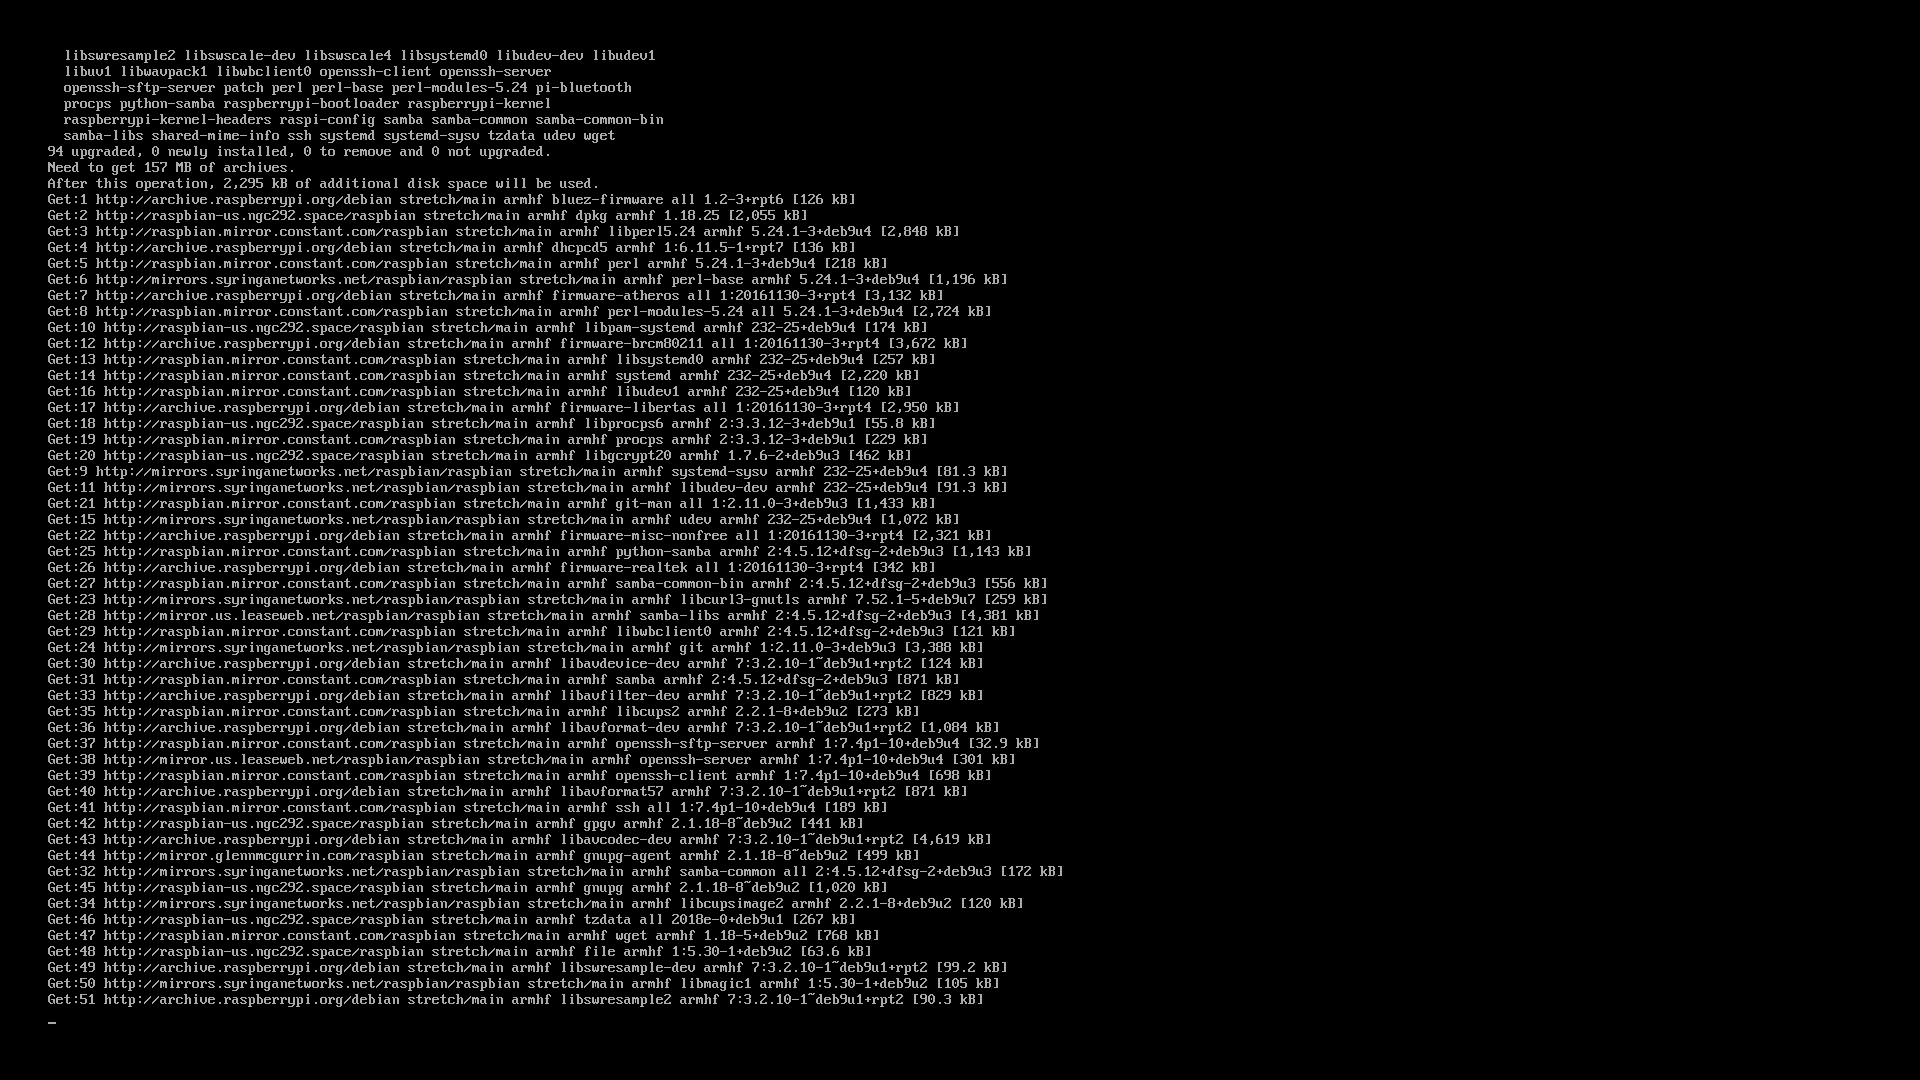 libswresample2 libswscale-dev libswscale4 libsystemd0 libudev-dev libudev1
libuv1 libwavpack1 libwbclient0 openssh-client openssh-server
openssh-sftp-server patch perl perl-base perl-modules-5.24 pi-bluetooth
procps python-samba raspberrypi-bootloader raspberrypi-kernel
raspberrypi-kernel-headers raspi-config samba samba-common samba-common-bin
samba-libs shared-mime-info ssh systemd systemd-sysv tzdata udev wget
94 upgraded, 0 newly installed, 0 to remove and 0 not upgraded.
Need to get 157 MB of archives.
After this operation, 2,295 kB of additional disk space will be used.
Get:1 http://archive.raspberrypi.org/debian stretch/main armhf bluez-firmware all 1.2-3+rpt6 [126 kB]
Get:2 http://raspbian-us.ngc292.space/raspbian stretch/main armhf dpkg armhf 1.18.25 [2,055 kB]
Get:3 http://raspbian.mirror.constant.com/raspbian stretch/main armhf libperl5.24 armhf 5.24.1-3+deb9u4 [2,848 kB]
Get:4 http://archive.raspberrypi.org/debian stretch/main armhf dhcpcd5 armhf 1:6.11.5-1+rpt7 [136 kB]
Get:5 http://raspbian.mirror.constant.com/raspbian stretch/main armhf perl armhf 5.24.1-3+deb9u4 [218 kB]
Get:6 http://mirrors.syringanetworks.net/raspbian/raspbian stretch/main armhf perl-base armhf 5.24.1-3+deb9u4 [1,196 kB]
Get:7 http://archive.raspberrypi.org/debian stretch/main armhf firmware-atheros all 1:20161130-3+rpt4 [3,132 kB]
Get:8 http://raspbian.mirror.constant.com/raspbian stretch/main armhf perl-modules-5.24 all 5.24.1-3+deb9u4 [2,724 kB]
Get:10 http://raspbian-us.ngc292.space/raspbian stretch/main armhf libpam-systemd armhf 232-25+deb9u4 [174 kB]
Get:12 http://archive.raspberrypi.org/debian stretch/main armhf firmware-brcm80211 all 1:20161130-3+rpt4 [3,672 kB]
Get:13 http://raspbian.mirror.constant.com/raspbian stretch/main armhf libsystemd0 armhf 232-25+deb9u4 [257 kB]
Get:14 http://raspbian.mirror.constant.com/raspbian stretch/main armhf systemd armhf 232-25+deb9u4 [2,220 kB]
Get:16 http://raspbian.mirror.constant.com/raspbian stretch/main armhf libudev1 armhf 232-25+deb9u4 [120 kB]
Get:17 http://archive.raspberrypi.org/debian stretch/main armhf firmware-libertas all 1:20161130-3+rpt4 [2,950 kB]
Get:18 http://raspbian-us.ngc292.space/raspbian stretch/main armhf libprocps6 armhf 2:3.3.12-3+deb9u1 [55.8 kB]
Get:19 http://raspbian.mirror.constant.com/raspbian stretch/main armhf procps armhf 2:3.3.12-3+deb9u1 [229 kB]
Get:20 http://raspbian-us.ngc292.space/raspbian stretch/main armhf libgcrypt20 armhf 1.7.6-2+deb9u3 [462 kB]
Get:9 http://mirrors.syringanetworks.net/raspbian/raspbian stretch/main armhf systemd-sysv armhf 232-25+deb9u4 [81.3 kB]
Get:11 http://mirrors.syringanetworks.net/raspbian/raspbian stretch/main armhf libudev-dev armhf 232-25+deb9u4 [91.3 kB]
Get:21 http://raspbian.mirror.constant.com/raspbian stretch/main armhf git-man all 1:2.11.0-3+deb9u3 [1,433 kB]
Get:15 http://mirrors.syringanetworks.net/raspbian/raspbian stretch/main armhf udev armhf 232-25+deb9u4 [1,072 kB]
Get:22 http://archive.raspberrypi.org/debian stretch/main armhf firmware-misc-nonfree all 1:20161130-3+rpt4 [2,321 kB]
Get:25 http://raspbian.mirror.constant.com/raspbian stretch/main armhf python-samba armhf 2:4.5.12+dfsg-2+deb9u3 [1,143 kB]
Get:26 http://archive.raspberrypi.org/debian stretch/main armhf firmware-realtek all 1:20161130-3+rpt4 [342 kB]
Get:27 http://raspbian.mirror.constant.com/raspbian stretch/main armhf samba-common-bin armhf 2:4.5.12+dfsg-2+deb9u3 [556 kB]
Get:23 http://mirrors.syringanetworks.net/raspbian/raspbian stretch/main armhf libcurl3-gnutls armhf 7.52.1-5+deb9u7 [259 kB]
Get:28 http://mirror.us.leaseweb.net/raspbian/raspbian stretch/main armhf samba-libs armhf 2:4.5.12+dfsg-2+deb9u3 [4,381 kB]
Get:29 http://raspbian.mirror.constant.com/raspbian stretch/main armhf libwbclient0 armhf 2:4.5.12+dfsg-2+deb9u3 [121 kB]
Get:24 http://mirrors.syringanetworks.net/raspbian/raspbian stretch/main armhf git armhf 1:2.11.0-3+deb9u3 [3,388 kB]
Get:30 http://archive.raspberrypi.org/debian stretch/main armhf libavdevice-dev armhf 7:3.2.10-1~deb9u1+rpt2 [124 kB]
Get:31 http://raspbian.mirror.constant.com/raspbian stretch/main armhf samba armhf 2:4.5.12+dfsg-2+deb9u3 [871 kB]
Get:33 http://archive.raspberrypi.org/debian stretch/main armhf libavfilter-dev armhf 7:3.2.10-1~deb9u1+rpt2 [829 kB]
Get:35 http://raspbian.mirror.constant.com/raspbian stretch/main armhf libcups2 armhf 2.2.1-8+deb9u2 [273 kB]
Get:36 http://archive.raspberrypi.org/debian stretch/main armhf libavformat-dev armhf 7:3.2.10-1~deb9u1+rpt2 [1,084 kB]
Get:37 http://raspbian.mirror.constant.com/raspbian stretch/main armhf openssh-sftp-server armhf 1:7.4p1-10+deb9u4 [32.9 kB]
Get:38 http://mirror.us.leaseweb.net/raspbian/raspbian stretch/main armhf openssh-server armhf 1:7.4p1-10+deb9u4 [301 kB]
Get:39 http://raspbian.mirror.constant.com/raspbian stretch/main armhf openssh-client armhf 1:7.4p1-10+deb9u4 [698 kB]
Get:40 http://archive.raspberrypi.org/debian stretch/main armhf libavformat57 armhf 7:3.2.10-1~deb9u1+rpt2 [871 kB]
Get:41 http://raspbian.mirror.constant.com/raspbian stretch/main armhf ssh all 1:7.4p1-10+deb9u4 [189 kB]
Get:42 http://raspbian-us.ngc292.space/raspbian stretch/main armhf gpgv armhf 2.1.18-8~deb9u2 [441 kB]
Get:43 http://archive.raspberrypi.org/debian stretch/main armhf libavcodec-dev armhf 7:3.2.10-1~deb9u1+rpt2 [4,619 kB]
Get:44 http://mirror.glennmcgurrin.com/raspbian stretch/main armhf gnupg-agent armhf 2.1.18-8~deb9u2 [499 kB]
Get:32 http://mirrors.syringanetworks.net/raspbian/raspbian stretch/main armhf samba-common all 2:4.5.12+dfsg-2+deb9u3 [172 kB]
Get:45 http://raspbian-us.ngc292.space/raspbian stretch/main armhf gnupg armhf 2.1.18-8~deb9u2 [1,020 kB]
Get:34 http://mirrors.syringanetworks.net/raspbian/raspbian stretch/main armhf libcupsimage2 armhf 2.2.1-8+deb9u2 [120 kB]
Get:46 http://raspbian-us.ngc292.space/raspbian stretch/main armhf tzdata all 2018e-0+deb9u1 [267 kB]
Get:47 http://raspbian.mirror.constant.com/raspbian stretch/main armhf wget armhf 1.18-5+deb9u2 [768 kB]
Get:48 http://raspbian-us.ngc292.space/raspbian stretch/main armhf file armhf 1:5.30-1+deb9u2 [63.6 kB]
Get:49 http://archive.raspberrypi.org/debian stretch/main armhf libswresample-dev armhf 7:3.2.10-1~deb9u1+rpt2 [99.2 kB]
Get:50 http://mirrors.syringanetworks.net/raspbian/raspbian stretch/main armhf libmagic1 armhf 1:5.30-1+deb9u2 [105 kB]
Get:51 http://archive.raspberrypi.org/debian stretch/main armhf libswresample2 armhf 7:3.2.10-1~deb9u1+rpt2 [90.3 kB]